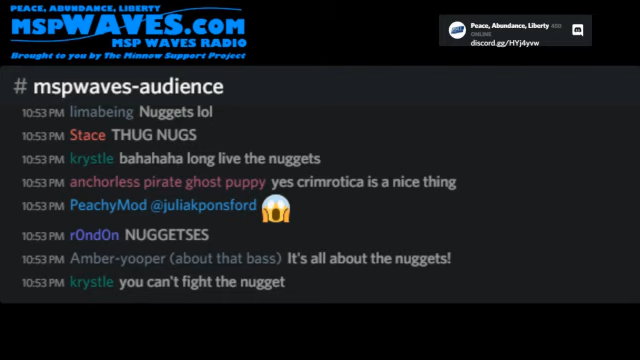 PEACE, ABUNDANCE, LIBERTY
MSPWAVES.COM
MSP WAVES RADIO
Brought to you by The Minnow Support Project
Peace, Abundance, Liberty
ONLINE
discord.gg/HYj4yvw
# mspwaves-audience
10:53 PM limabeing Nuggets lol
10:53 PM Stace THUG NUGS
10:53 PM krystle bahahaha long live the nuggets
10:53 PM anchorless pirate ghost puppy yes crimrotica is a nice thing
10:53 PM PeachyMod @juliakponsford 😱
10:53 PM r0nd0n NUGGETSES
10:53 PM Amber-yooper (about that bass) It's all about the nuggets!
10:53 PM krystle you can't fight the nugget